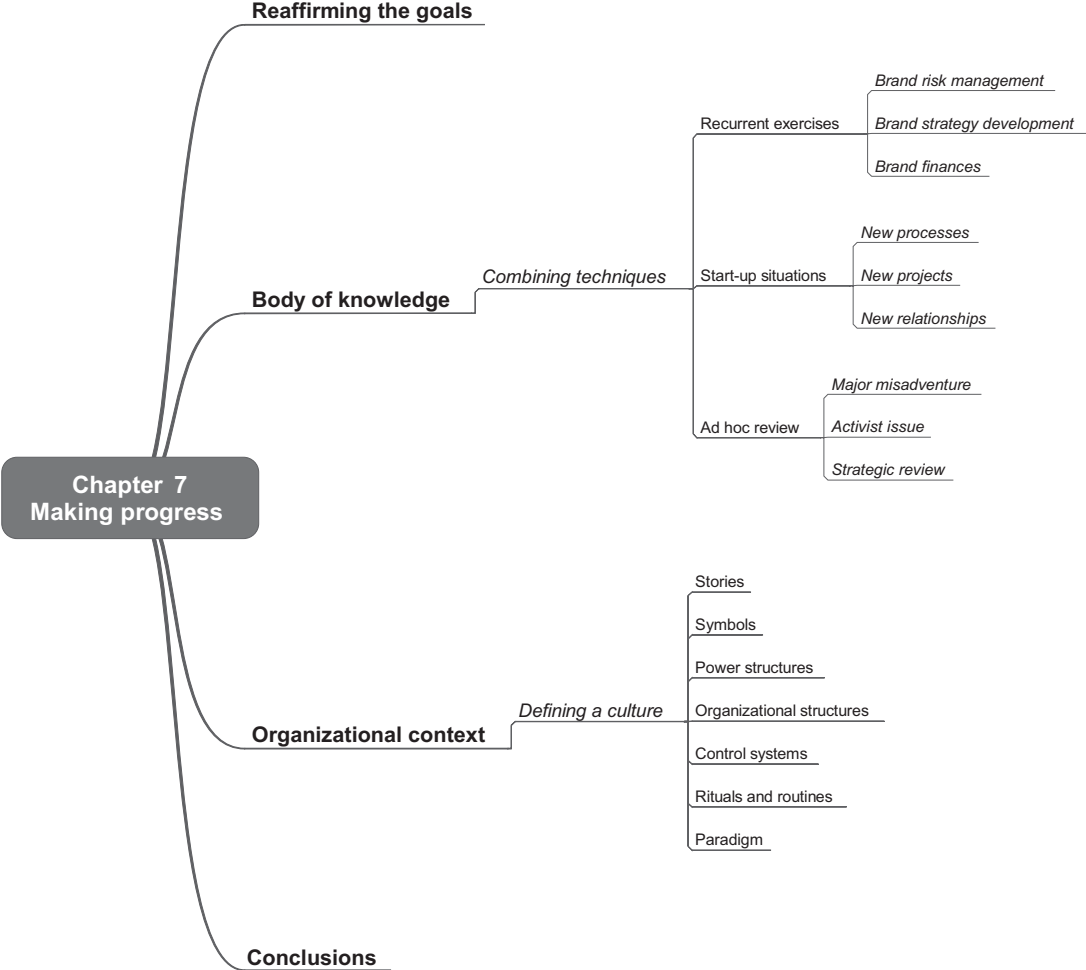 Reaffirming the goals
Brand risk management
Recurrent exercises
Brand strategy development
Brand finances
New processes
Combining techniques
Start-up situations
New projects
Body of knowledge
New relationships
Major misadventure
Ad hoc review
Activist issue
Strategic review
Chapter 7
Making progress
Stories
Symbols
Power structures
Defining a culture
Organizational structures
Organizational context
Control systems
Rituals and routines
Paradigm
Conclusions